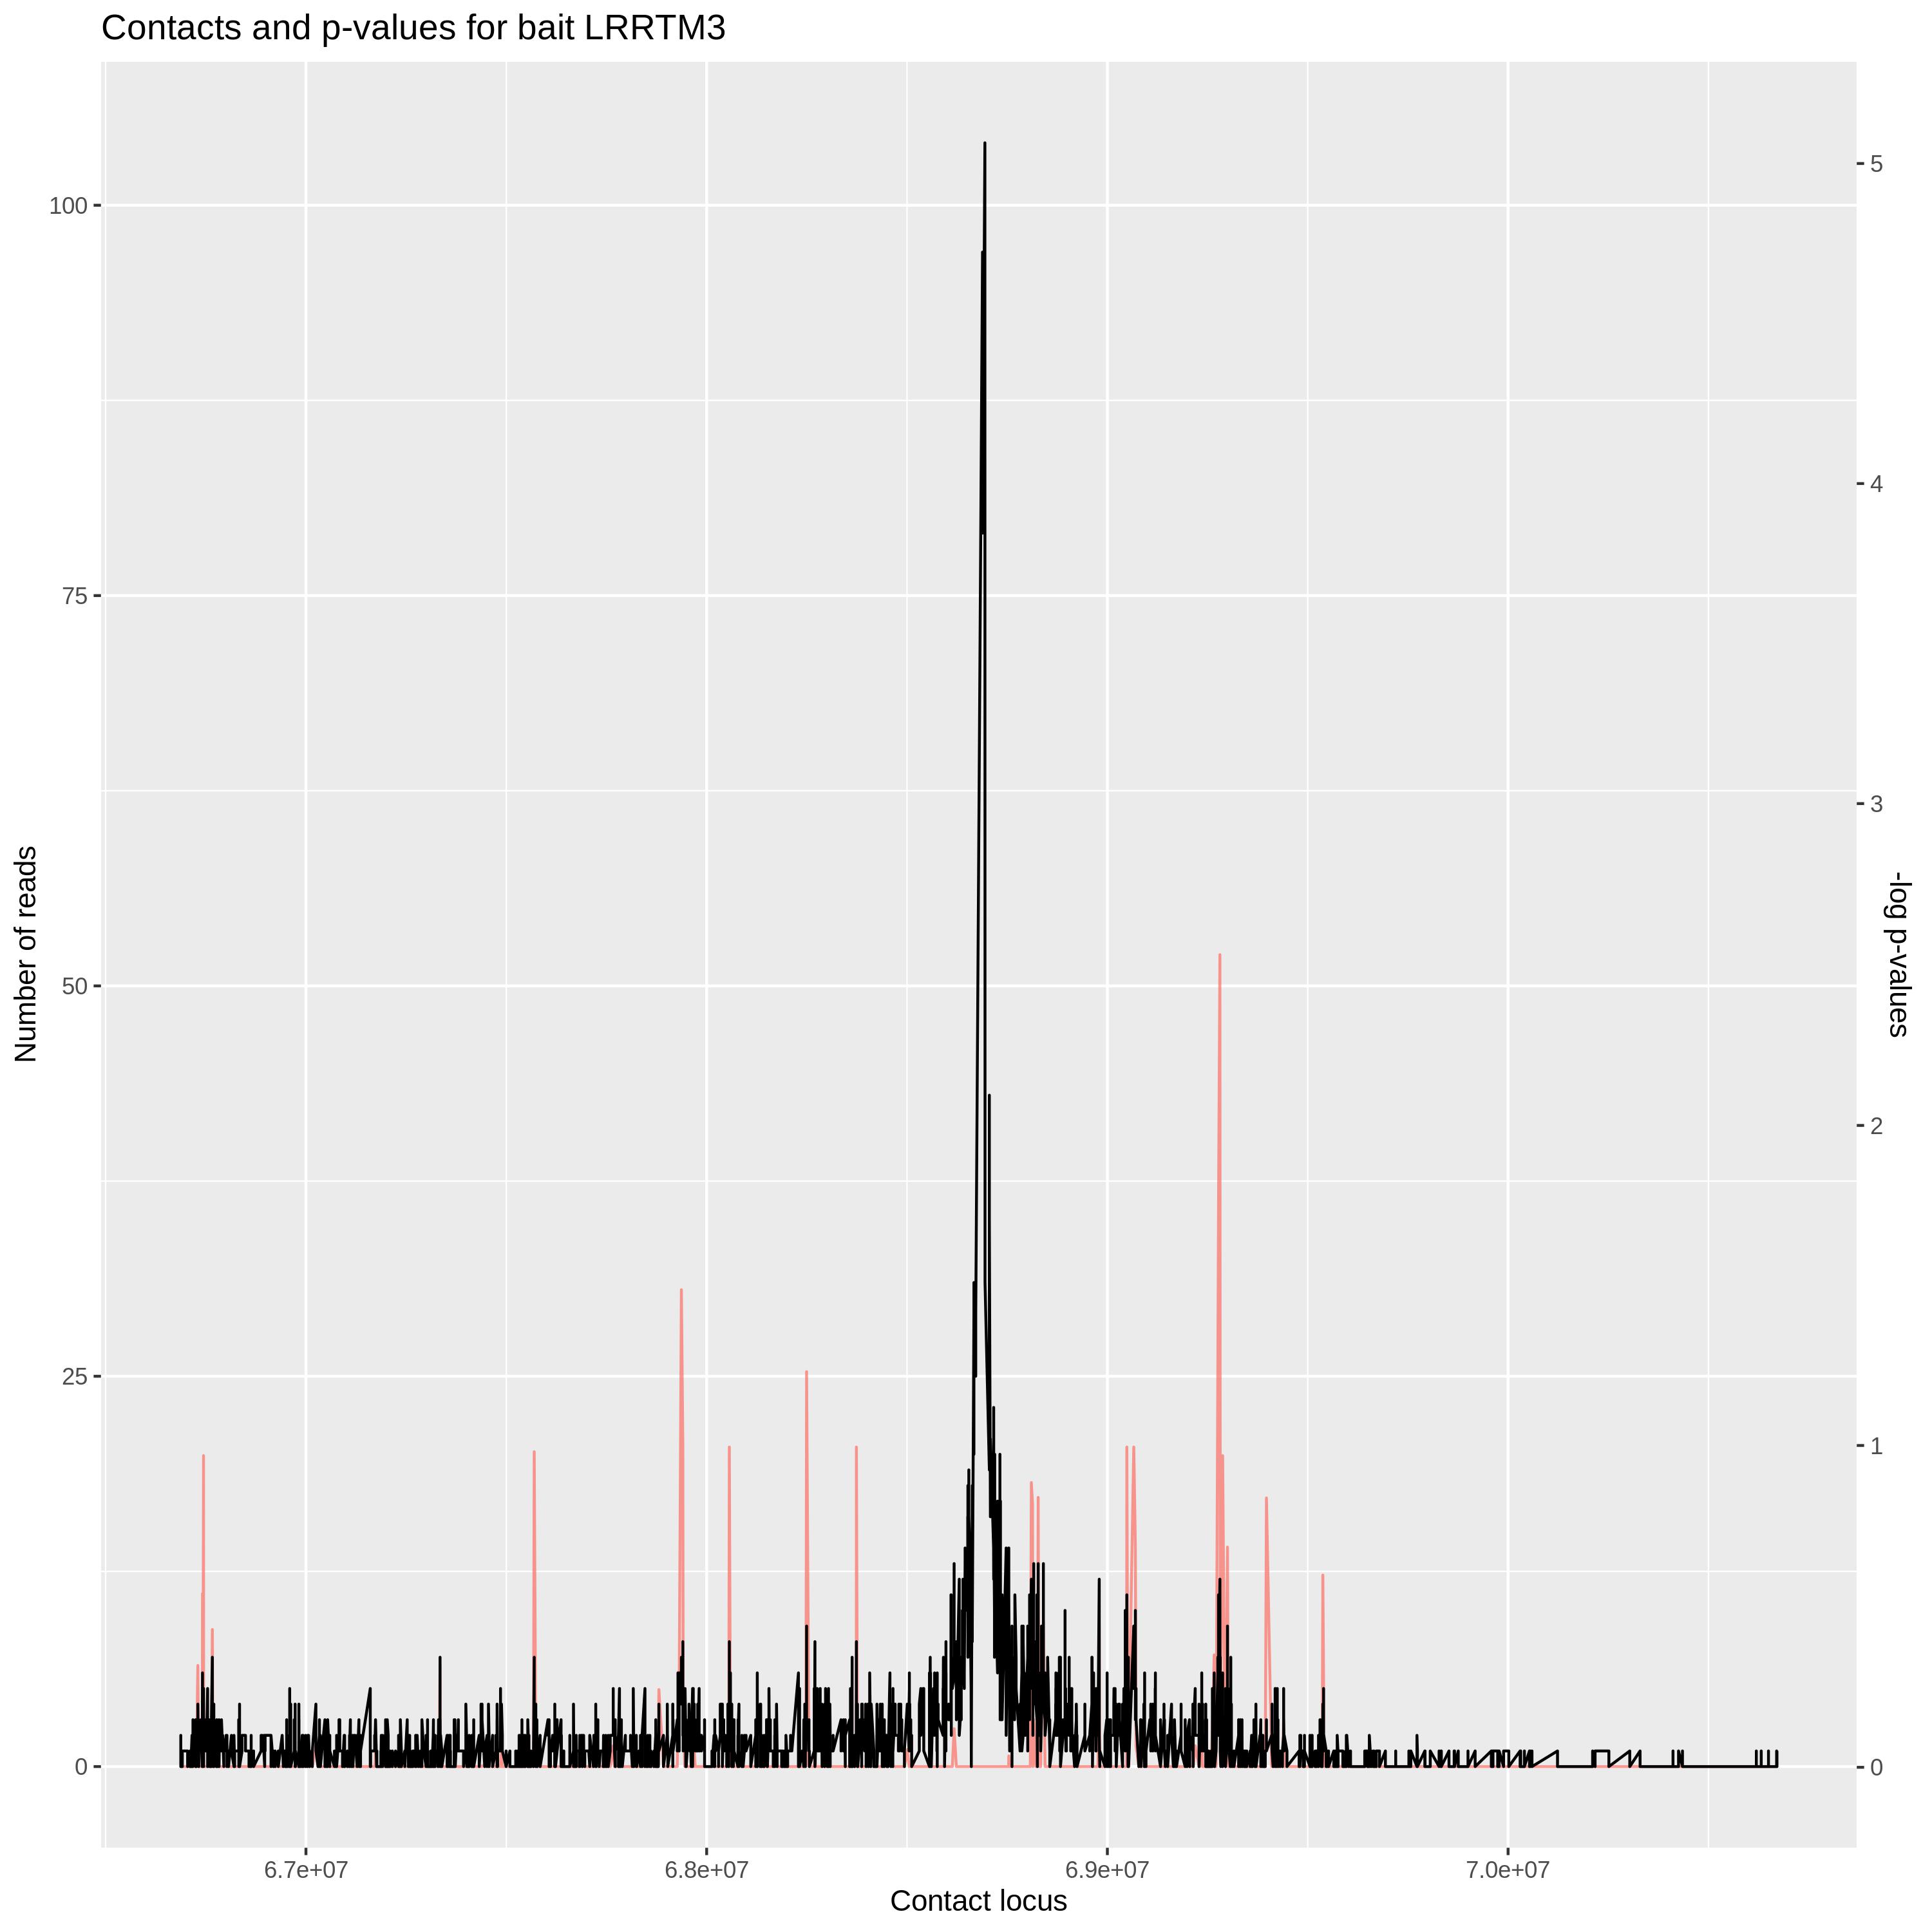 Contacts and p-values for bait LRRTM3
100
75
50
25
0
Number of reads
5
4
3
2
1
0
-log p-values
6.7e+07
6.8e+07
6.9e+07
7.0e+07
Contact locus